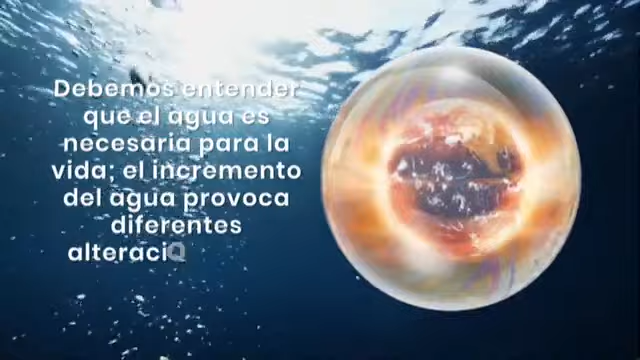 Debemos entender
que el agua es
necesaria para la
vida; el incremento
del agua provoca
diferentes
alteraci